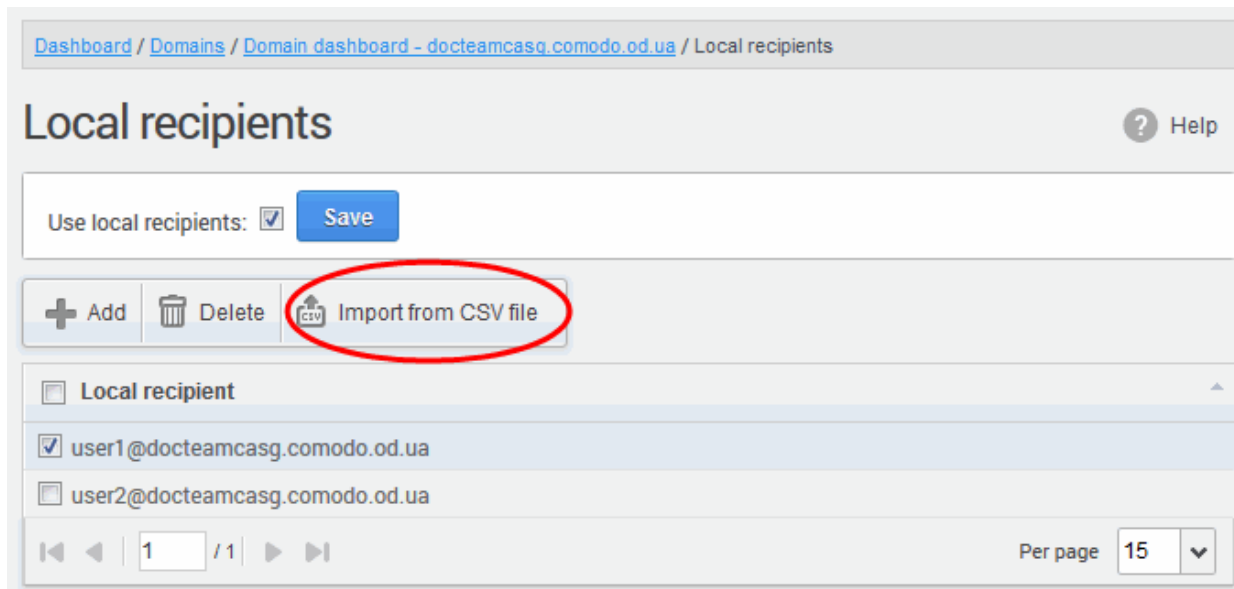 Dashboard / Domains / Domain dashboard - docteamcasg.comodo.od.ua / Local recipients
Local recipients
? Help
Use local recipients: Save
Add Delete CSV Import from CSV file
Local recipient
user1@docteamcasg.comodo.od.ua
user2@docteamcasg.comodo.od.ua
1 / 1 Per page 15